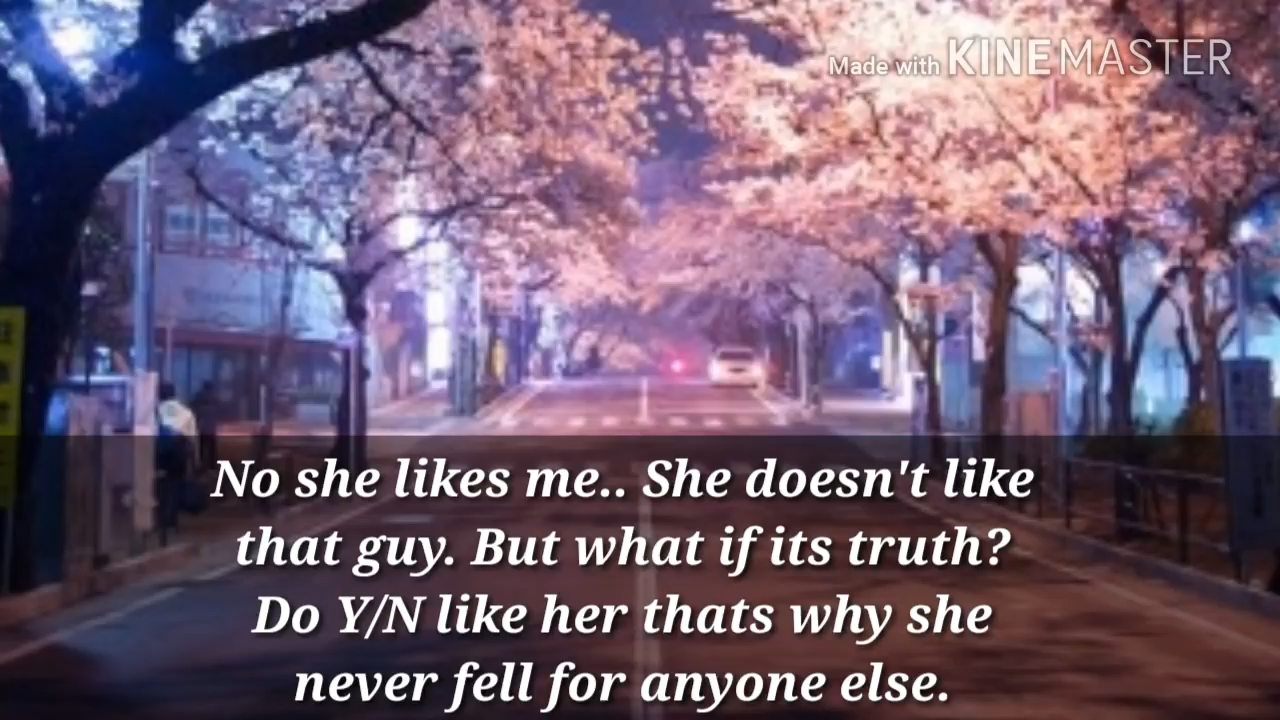 Made with KINEMASTER
No she likes me.. She doesn't like
that guy. But what if its truth?
Do Y/N like her thats why she
never fell for anyone else.